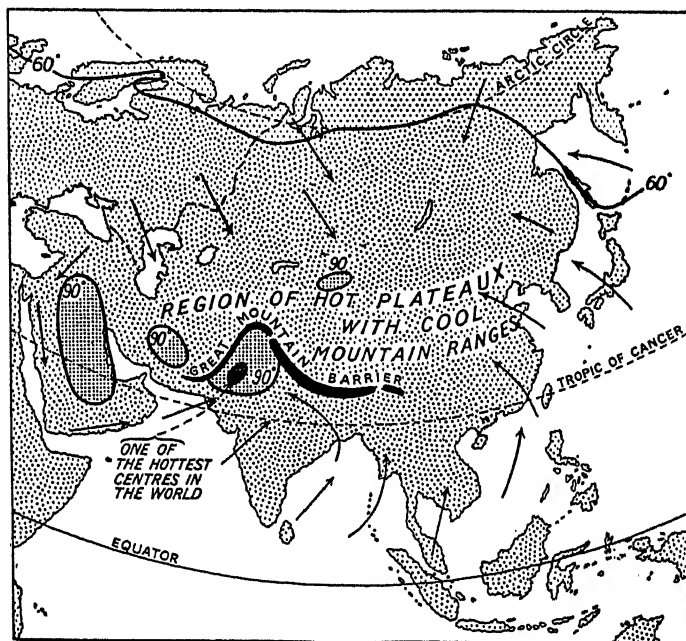 60°
ARCTIC CIRCLE
60°
90
REGION OF HOT PLATEAUX
WITH COOL
MOUNTAIN RANGES
90
90
GREAT MOUNTAIN BARRIER
90
TROPIC OF CANCER
ONE OF
THE HOTTEST
CENTRES IN
THE WORLD
EQUATOR